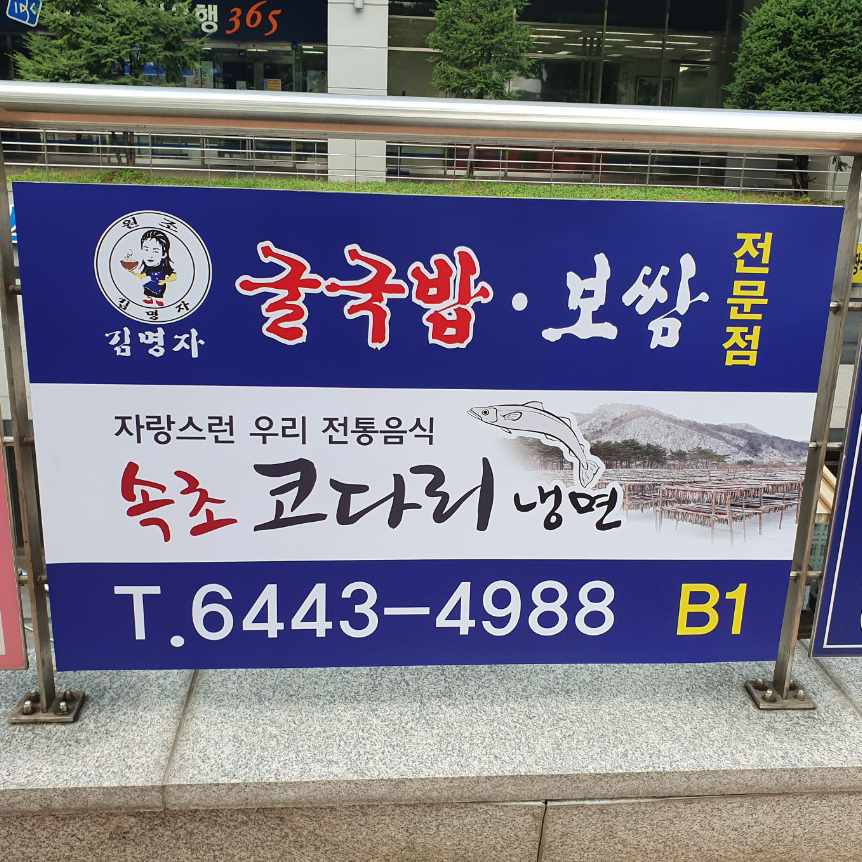 행 365
원조
김명자
김명자
굴국밥·보쌈
전문점
자랑스런 우리 전통음식
속초 코다리 냉면
T.6443-4988 B1